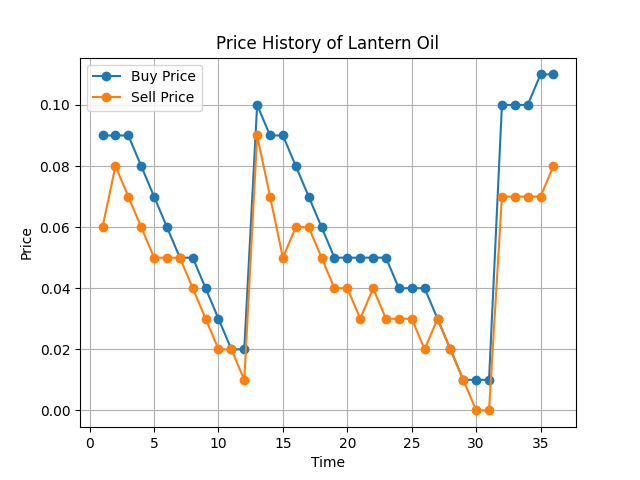 Price History of Lantern Oil
Buy Price
Sell Price
0.10
0.08
0.06
0.04
0.02
0.00
Price
0 5 10 15 20 25 30 35
Time